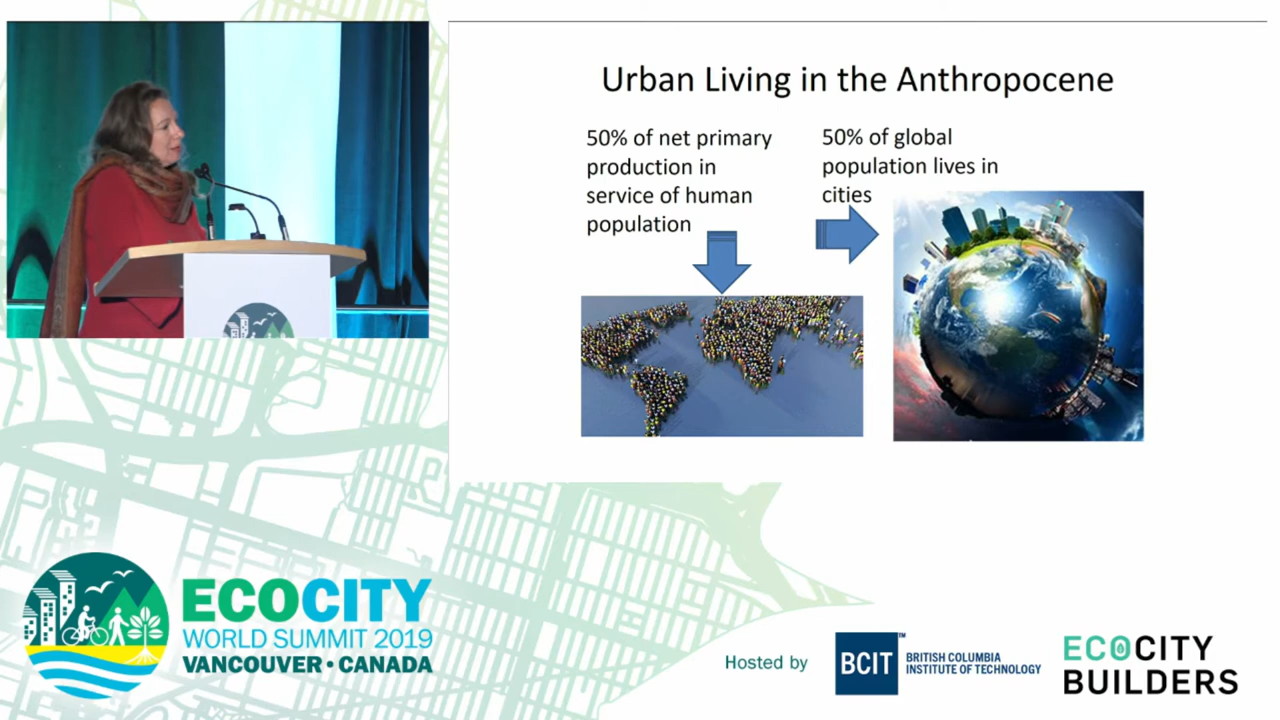 Urban Living in the Anthropocene
50% of net primary
production in
service of human
population
50% of global
population lives in
cities
ECOCITY
WORLD SUMMIT 2019
VANCOUVER • CANADA
Hosted by
BCIT
TM
BRITISH COLUMBIA
INSTITUTE OF TECHNOLOGY
ECOCITY
BUILDERS